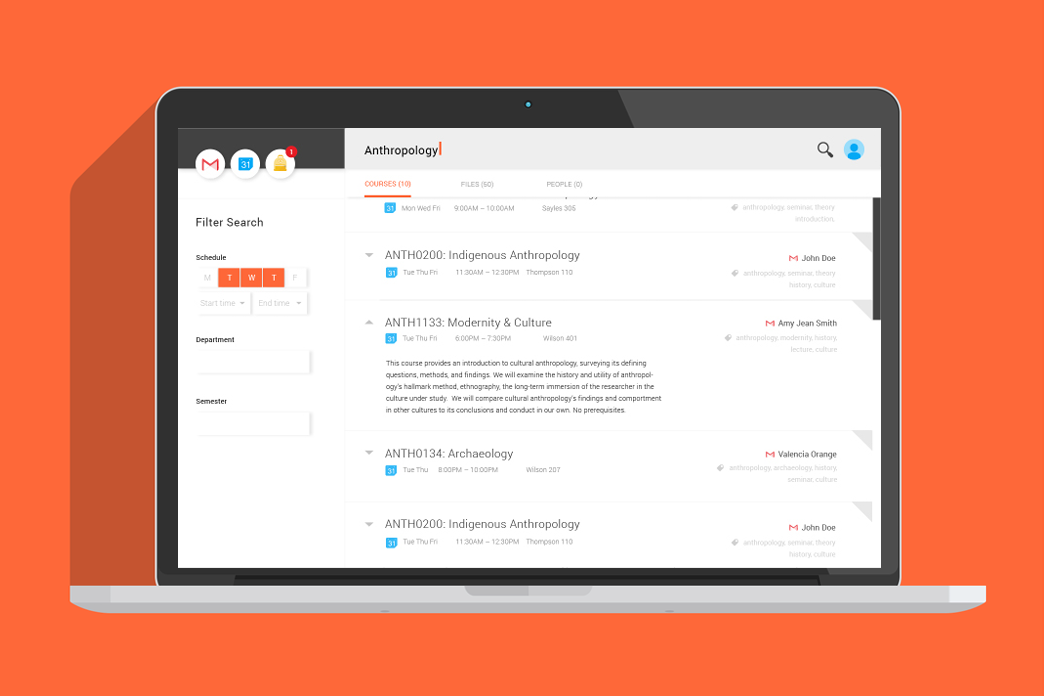 31
1
Anthropology
COURSES (10) FILES (50) PEOPLE (0)
Filter Search
Schedule
M T W T F
Start time End time
Department
Semester
31 Mon Wed Fri 9:00AM – 10:00AM Sayles 305
anthropology, seminar, theory
introduction,
ANTH0200: Indigenous Anthropology
31 Tue Thu Fri 11:30AM – 12:30PM Thompson 110
John Doe
anthropology, seminar, theory
history, culture
ANTH1133: Modernity & Culture
31 Tue Thu Fri 6:00PM – 7:30PM Wilson 401
Amy Jean Smith
anthropology, modernity, history,
lecture, culture
This course provides an introduction to cultural anthropology, surveying its defining
questions, methods, and findings. We will examine the history and utility of anthropol-
ogy's hallmark method, ethnography, the long-term immersion of the researcher in the
culture under study. We will compare cultural anthropology's findings and comportment
in other cultures to its conclusions and conduct in our own. No prerequisites.
ANTH0134: Archaeology
31 Tue Thu 8:00PM – 10:00PM Wilson 207
Valencia Orange
anthropology, archaeology, history,
seminar, culture
ANTH0200: Indigenous Anthropology
31 Tue Thu Fri 11:30AM – 12:30PM Thompson 110
John Doe
anthropology, seminar, theory
history, culture